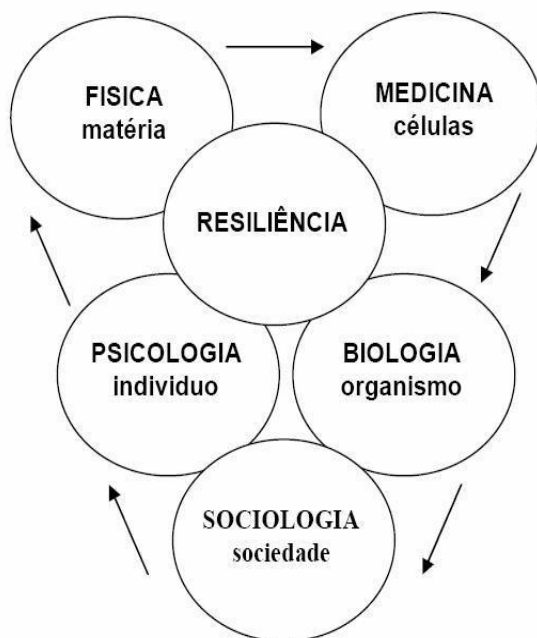 FISICA
matéria
MEDICINA
células
RESILIÊNCIA
PSICOLOGIA
individuo
BIOLOGIA
organismo
SOCIOLOGIA
sociedade